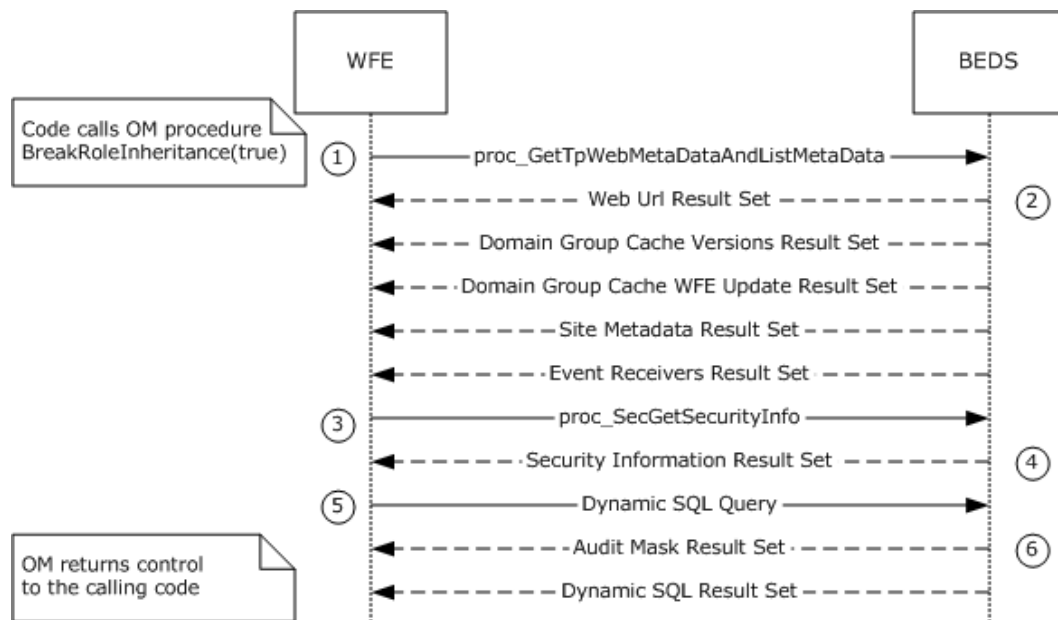 WFE
BEDS
Code calls OM procedure
BreakRoleInheritance(true)
1
proc_GetTpWebMetaDataAndListMetaData
Web Url Result Set
2
Domain Group Cache Versions Result Set
Domain Group Cache WFE Update Result Set
Site Metadata Result Set
Event Receivers Result Set
3
proc_SecGetSecurityInfo
Security Information Result Set
4
5
Dynamic SQL Query
Audit Mask Result Set
6
OM returns control
to the calling code
Dynamic SQL Result Set